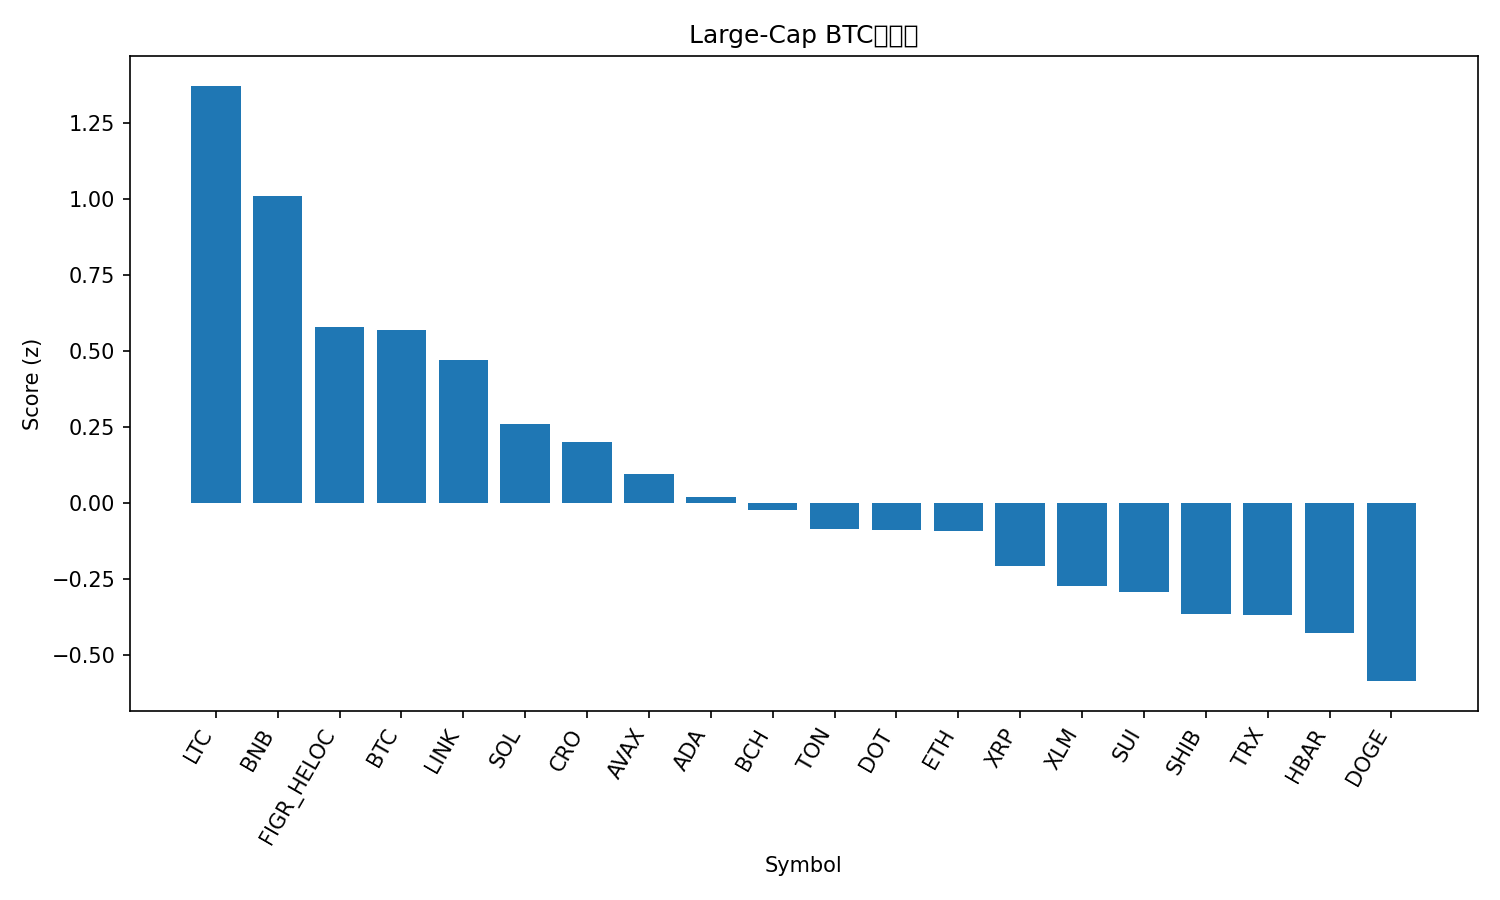 Large-Cap BTC
Score (z)
1.25
1.00
0.75
0.50
0.25
0.00
−0.25
−0.50
LTC
BNB
FIGR_HELOC
BTC
LINK
SOL
CRO
AVAX
ADA
BCH
TON
DOT
ETH
XRP
XLM
SUI
SHIB
TRX
HBAR
DOGE
Symbol